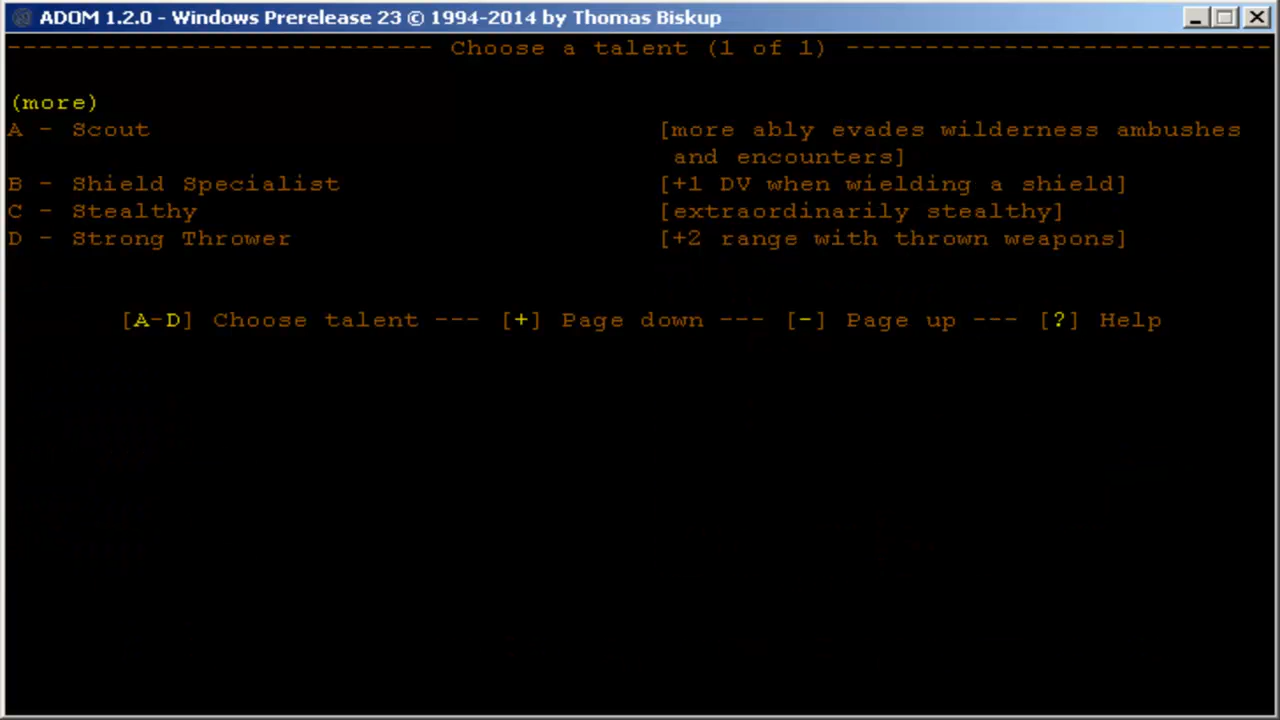 ADOM 1.2.0 - Windows Prerelease 23 © 1994-2014 by Thomas Biskup
--------------------------- Choose a talent (1 of 1) ---------------------------
(more)
A - Scout [more ably evades wilderness ambushes
and encounters]
B - Shield Specialist [+1 DV when wielding a shield]
C - Stealthy [extraordinarily stealthy]
D - Strong Thrower [+2 range with thrown weapons]
[A-D] Choose talent --- [+] Page down --- [-] Page up --- [?] Help